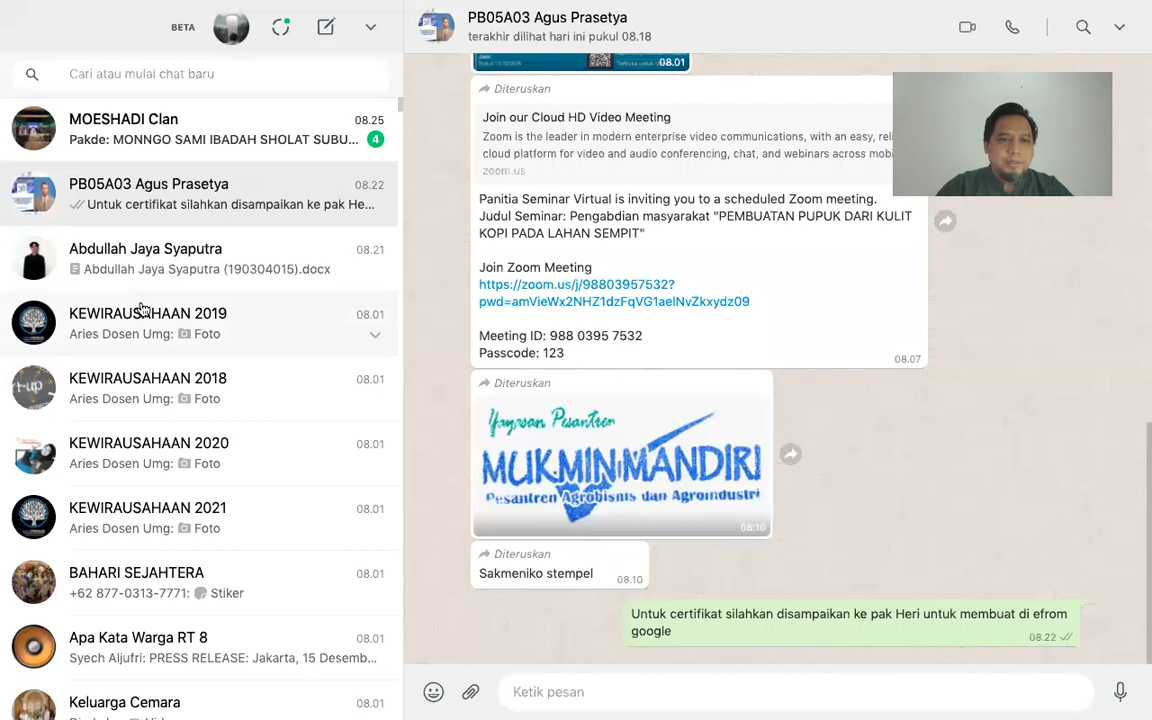 BETA
Cari atau mulai chat baru
MOESHADI Clan
08.25
Pakde: MONNGO SAMI IBADAH SHOLAT SUBU...
4
PB05A03 Agus Prasetya
08.22
Untuk certifikat silahkan disampaikan ke pak He...
Abdullah Jaya Syaputra
08.21
Abdullah Jaya Syaputra (190304015).docx
KEWIRAUSAHAAN 2019
08.01
Aries Dosen Umg: Foto
KEWIRAUSAHAAN 2018
08.01
Aries Dosen Umg: Foto
KEWIRAUSAHAAN 2020
08.01
Aries Dosen Umg: Foto
KEWIRAUSAHAAN 2021
08.01
Aries Dosen Umg: Foto
BAHARI SEJAHTERA
08.01
+62 877-0313-7771: Stiker
Apa Kata Warga RT 8
08.01
Syech Aljufri: PRESS RELEASE: Jakarta, 15 Desemb...
Keluarga Cemara
08.01
PB05A03 Agus Prasetya
terakhir dilihat hari ini pukul 08.18
08.01
Diteruskan
Join our Cloud HD Video Meeting
Zoom is the leader in modern enterprise video communications, with an easy, reli
cloud platform for video and audio conferencing, chat, and webinars across mobi
zoom.us
Panitia Seminar Virtual is inviting you to a scheduled Zoom meeting.
Judul Seminar: Pengabdian masyarakat "PEMBUATAN PUPUK DARI KULIT
KOPI PADA LAHAN SEMPIT"
Join Zoom Meeting
https://zoom.us/j/98803957532?
pwd=amVieWx2NHZ1dzFqVG1aelNvZkxydz09
Meeting ID: 988 0395 7532
Passcode: 123
08.07
Diteruskan
Yayasan Pesantren
MUKMIN MANDIRI
Pesantren Agrobisnis dan Agroindustri
08.10
Diteruskan
Sakmeniko stempel
08.10
Untuk certifikat silahkan disampaikan ke pak Heri untuk membuat di efrom
google
08.22
Ketik pesan